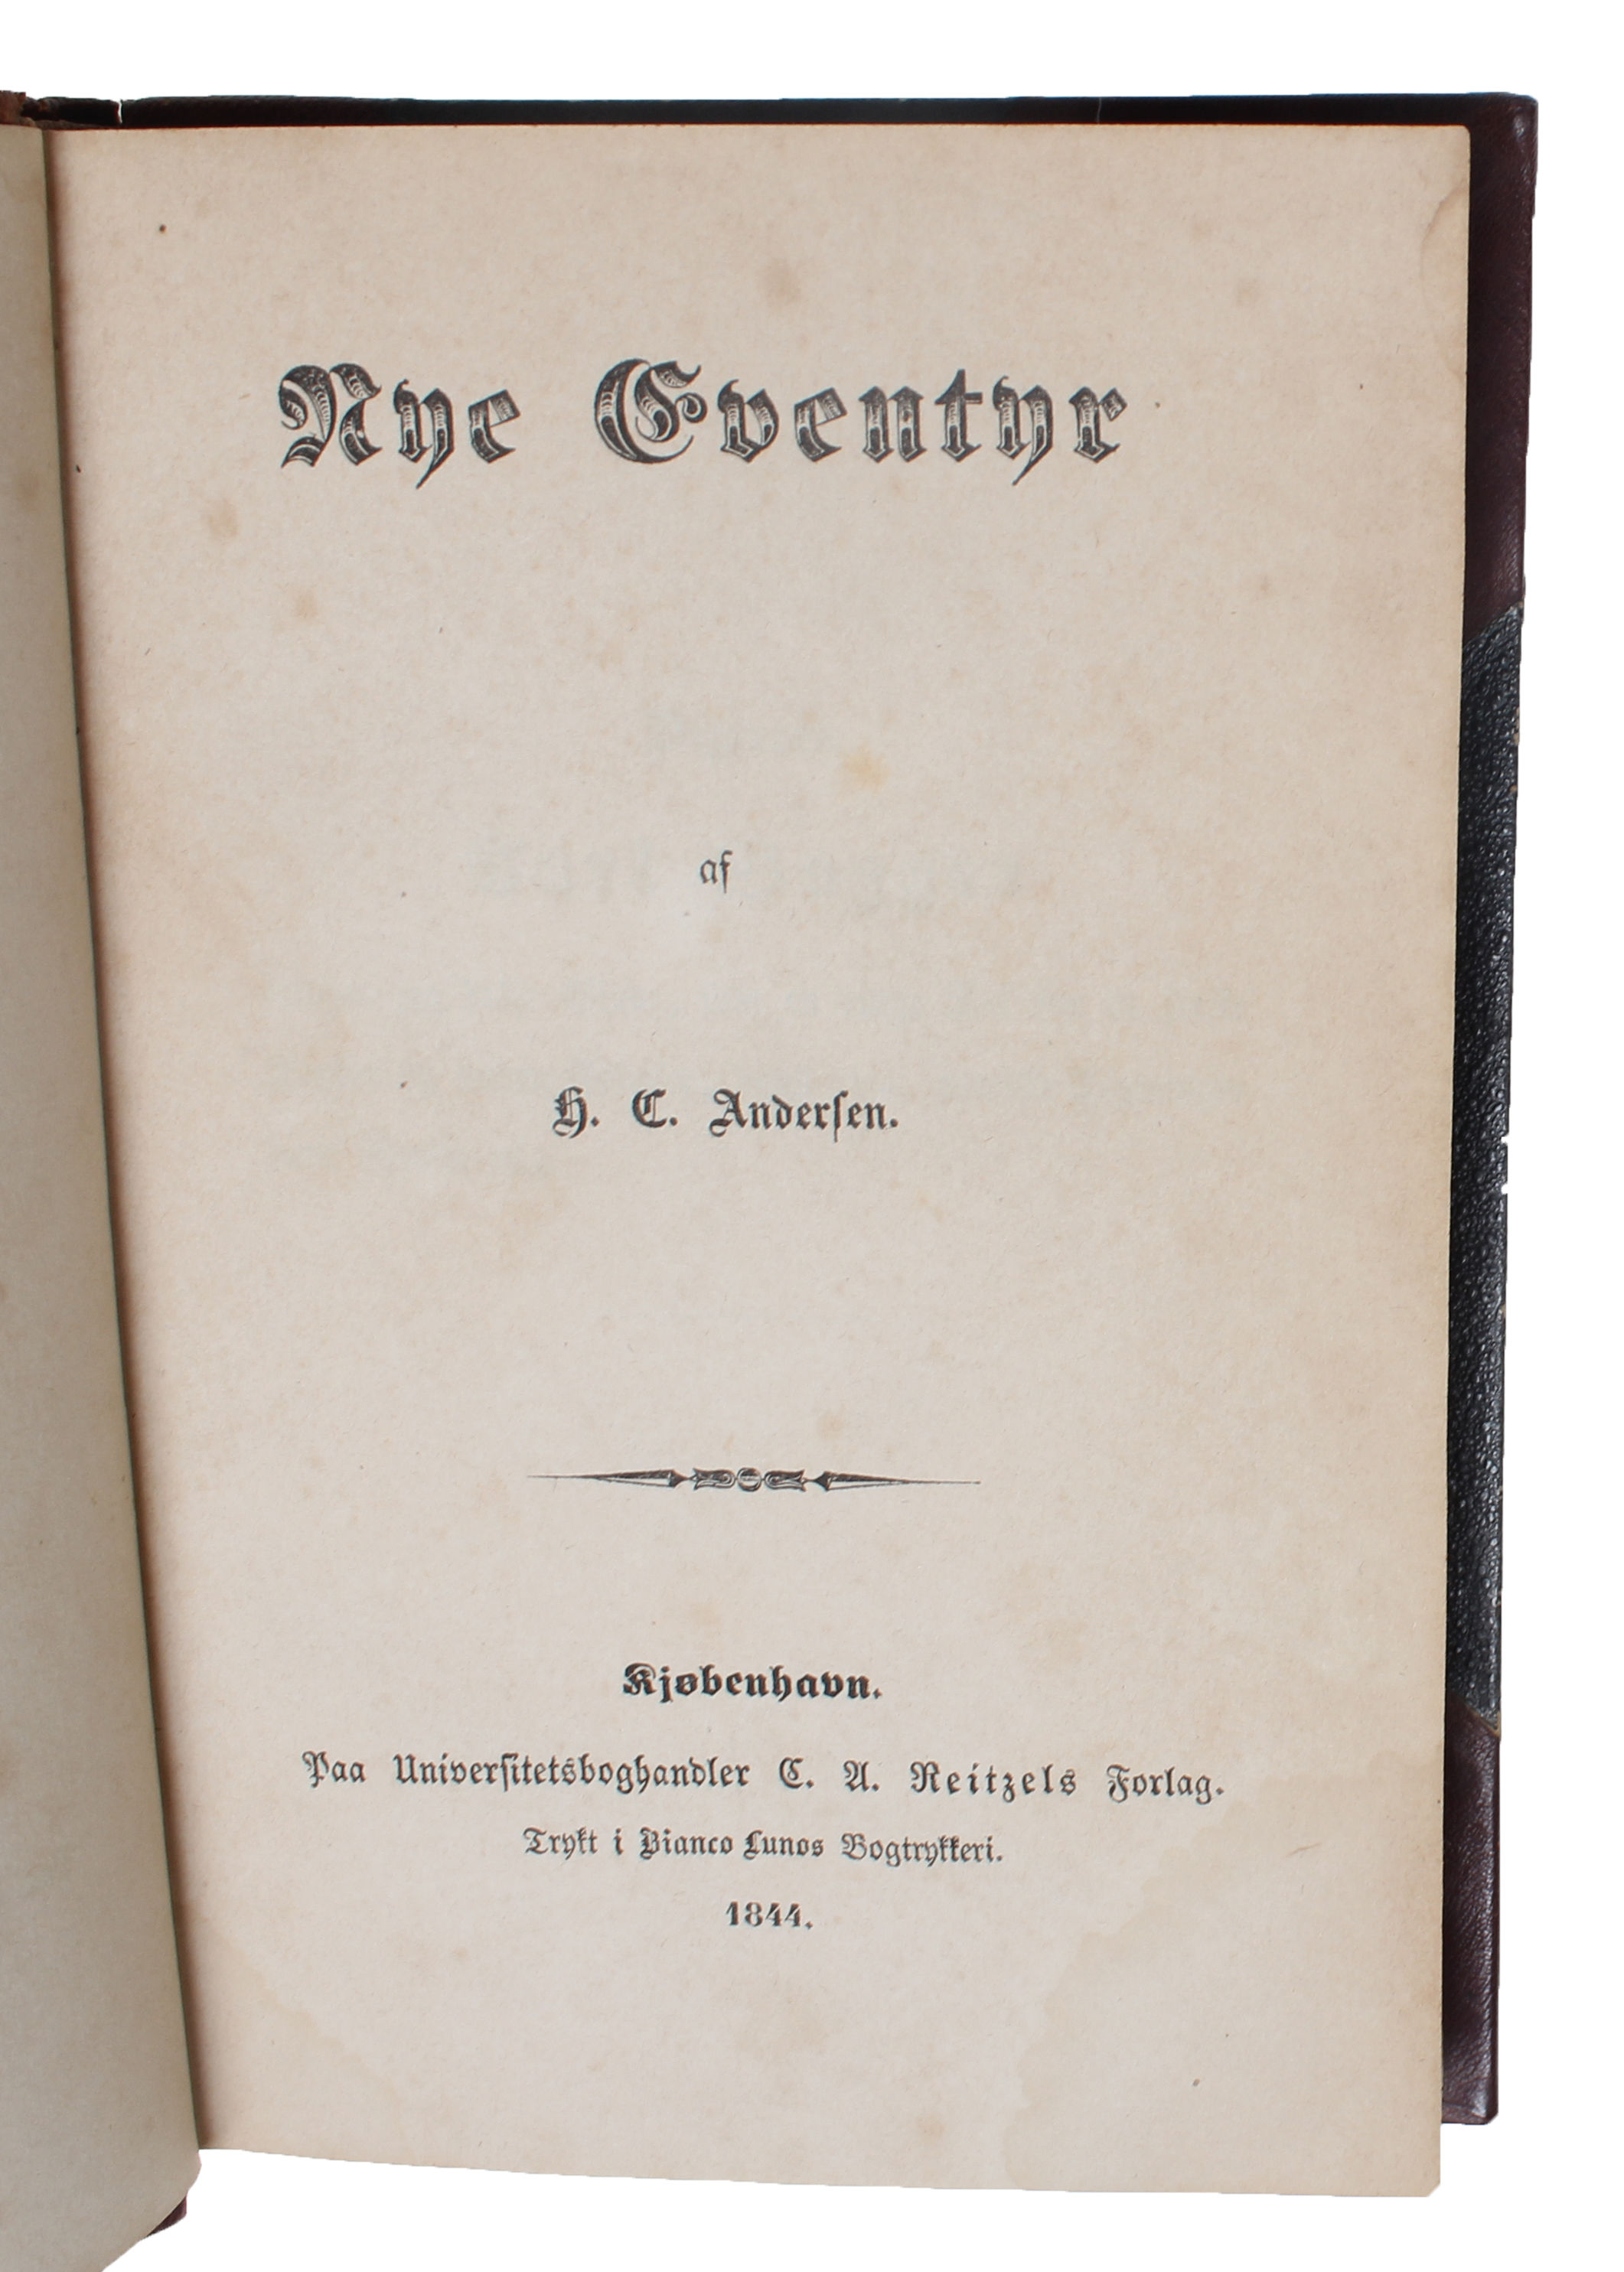 Nye Eventyr
af
H. C. Anderſen.
Kjøbenhavn.
Paa Univerſitetsboghandler C. A. Reitzels Forlag.
Trykt i Bianco Lunos Bogtrykkeri.
1844.